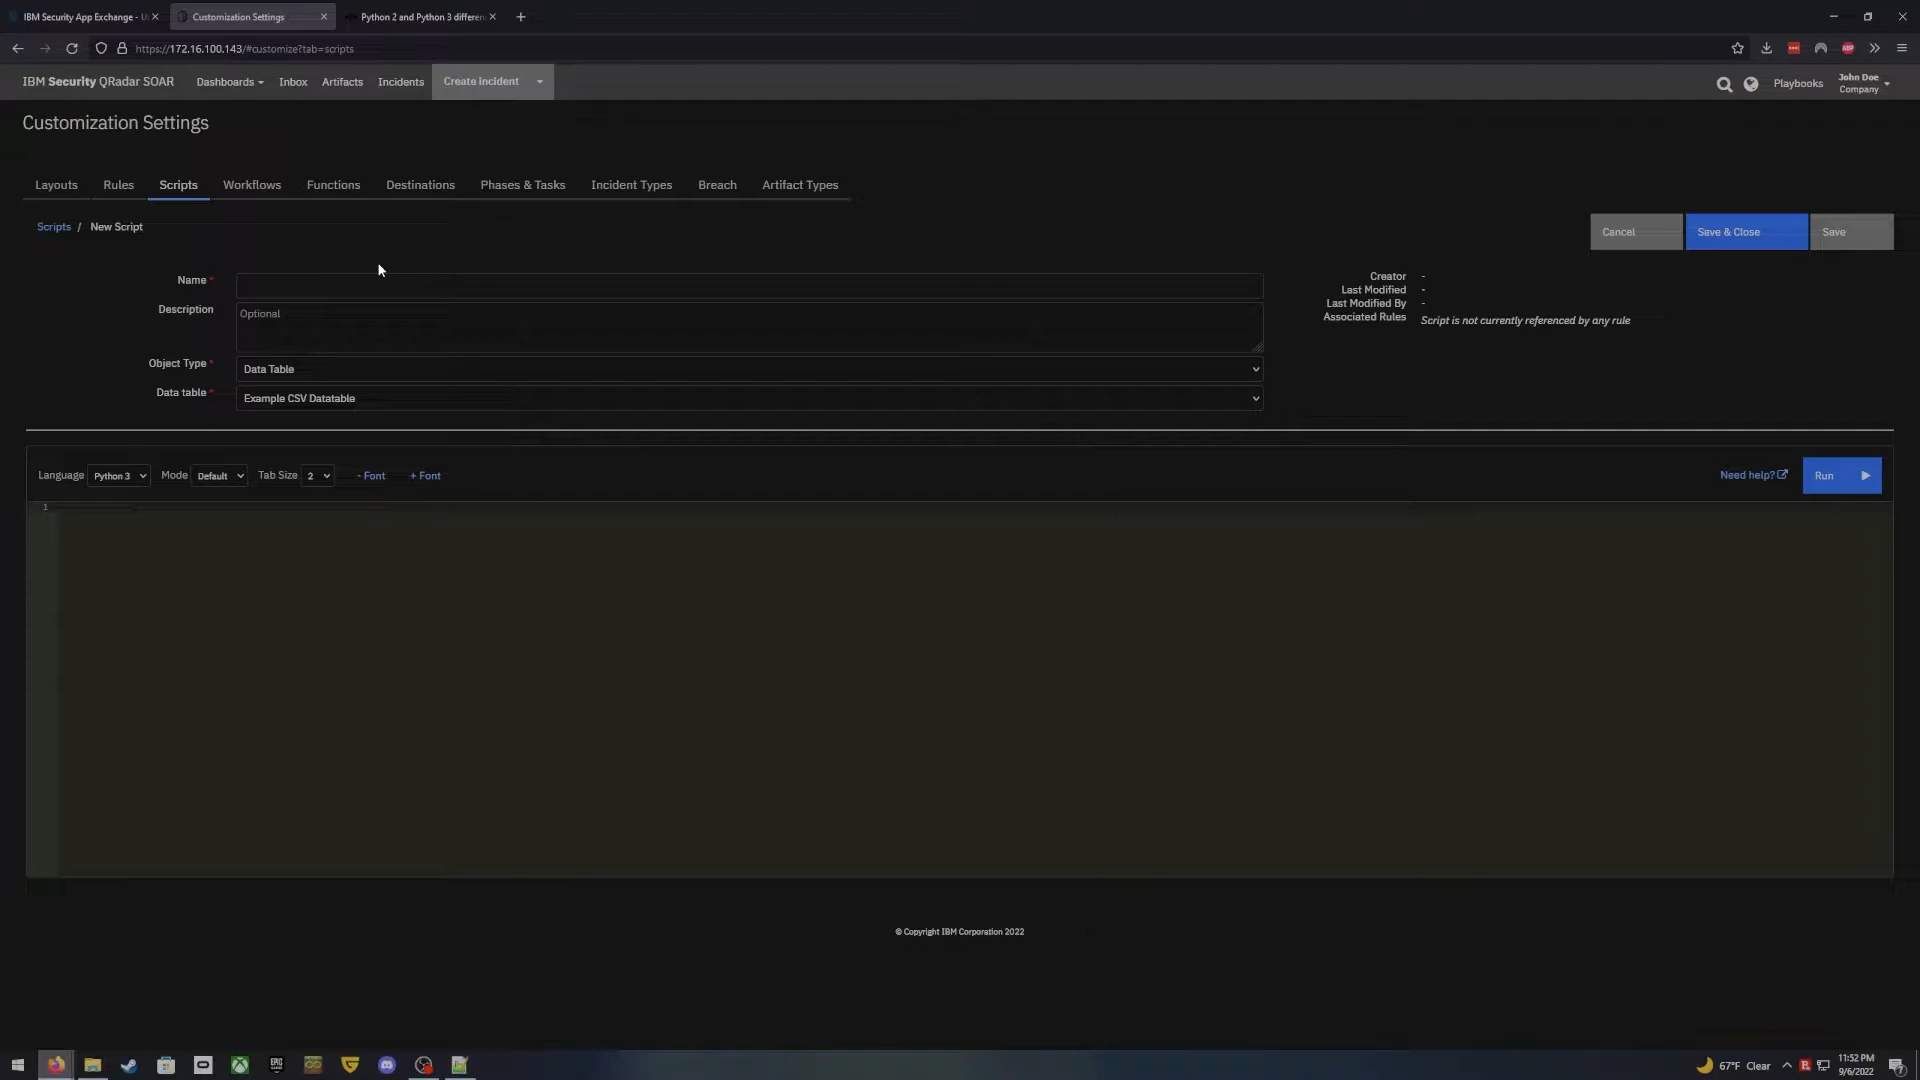 IBM Security App Exchange - U
Customization Settings
Python 2 and Python 3 differen
https://172.16.100.143/#customize?tab=scripts
IBM Security QRadar SOAR
Dashboards
Inbox
Artifacts
Incidents
Create incident
Playbooks
John Doe
Company
Customization Settings
Layouts
Rules
Scripts
Workflows
Functions
Destinations
Phases & Tasks
Incident Types
Breach
Artifact Types
Scripts / New Script
Cancel
Save & Close
Save
Name *
Description
Optional
Object Type *
Data Table
Data table *
Example CSV Datatable
Creator -
Last Modified -
Last Modified By -
Associated Rules Script is not currently referenced by any rule
Language Python 3
Mode Default
Tab Size 2
- Font
+ Font
Need help?
Run
1
© Copyright IBM Corporation 2022
67°F Clear
11:52 PM
9/6/2022